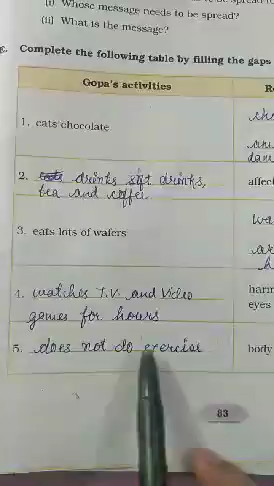 (i) Whose message needs to be spread?
(ii) What is the message?
Complete the following table by filling the gaps
Gopa's activities
1. eats chocolate
2. drinks soft drinks, affec
tea and coffee.
3. eats lots of wafers
4. watches T.V. and Video harm
games for hours eyes
5. does not do exercise body
83